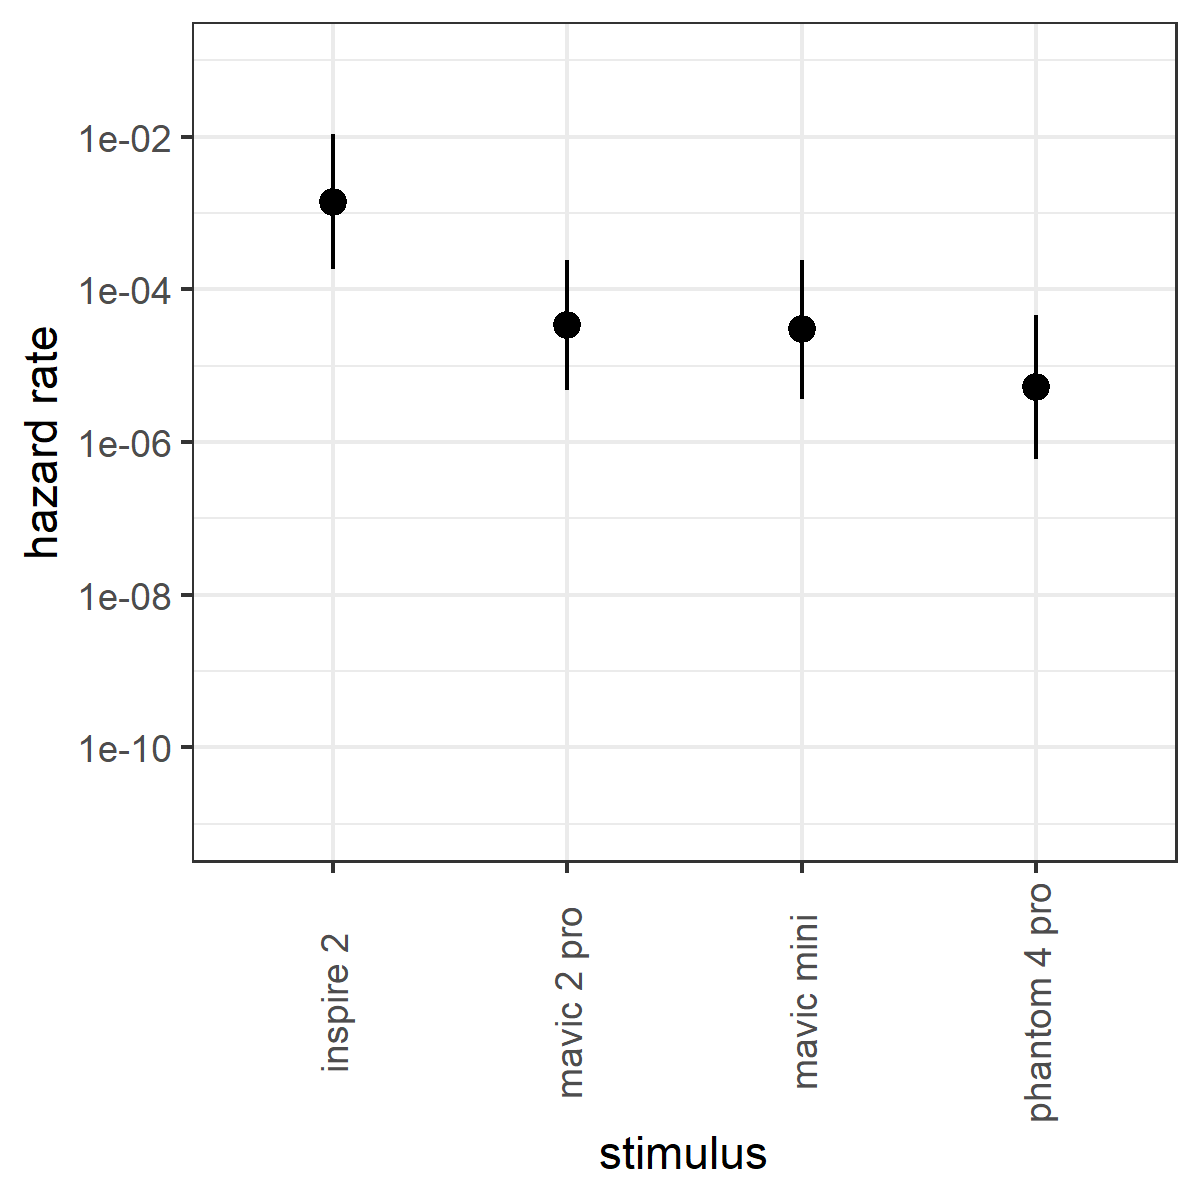 hazard rate
1e-02
1e-04
1e-06
1e-08
1e-10
inspire 2
mavic 2 pro
mavic mini
phantom 4 pro
stimulus